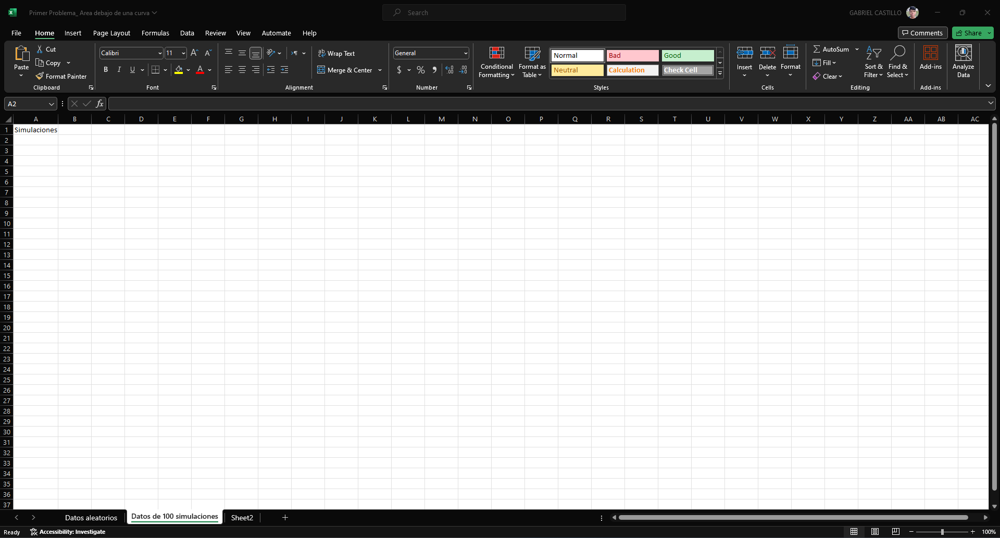 Primer Problema_ Area debajo de una curva
Search
GABRIEL CASTILLO
File Home Insert Page Layout Formulas Data Review View Automate Help
Comments Share
Paste
Cut
Copy
Format Painter
Clipboard
Calibri 11
B I U
Font
Wrap Text
Merge & Center
Alignment
General
$ %
Number
Conditional Formatting
Format as Table
Normal Bad Good
Neutral Calculation Check Cell
Styles
Insert Delete Format
Cells
AutoSum
Fill
Clear
Sort & Filter
Find & Select
Editing
Add-ins
Add-ins
Analyze Data
A2
fx
A B C D E F G H I J K L M N O P Q R S T U V W X Y Z AA AB AC
1 Simulaciones
2
3
4
5
6
7
8
9
10
11
12
13
14
15
16
17
18
19
20
21
22
23
24
25
26
27
28
29
30
31
32
33
34
35
36
37
Datos aleatorios Datos de 100 simulaciones Sheet2
Ready Accessibility: Investigate 100%